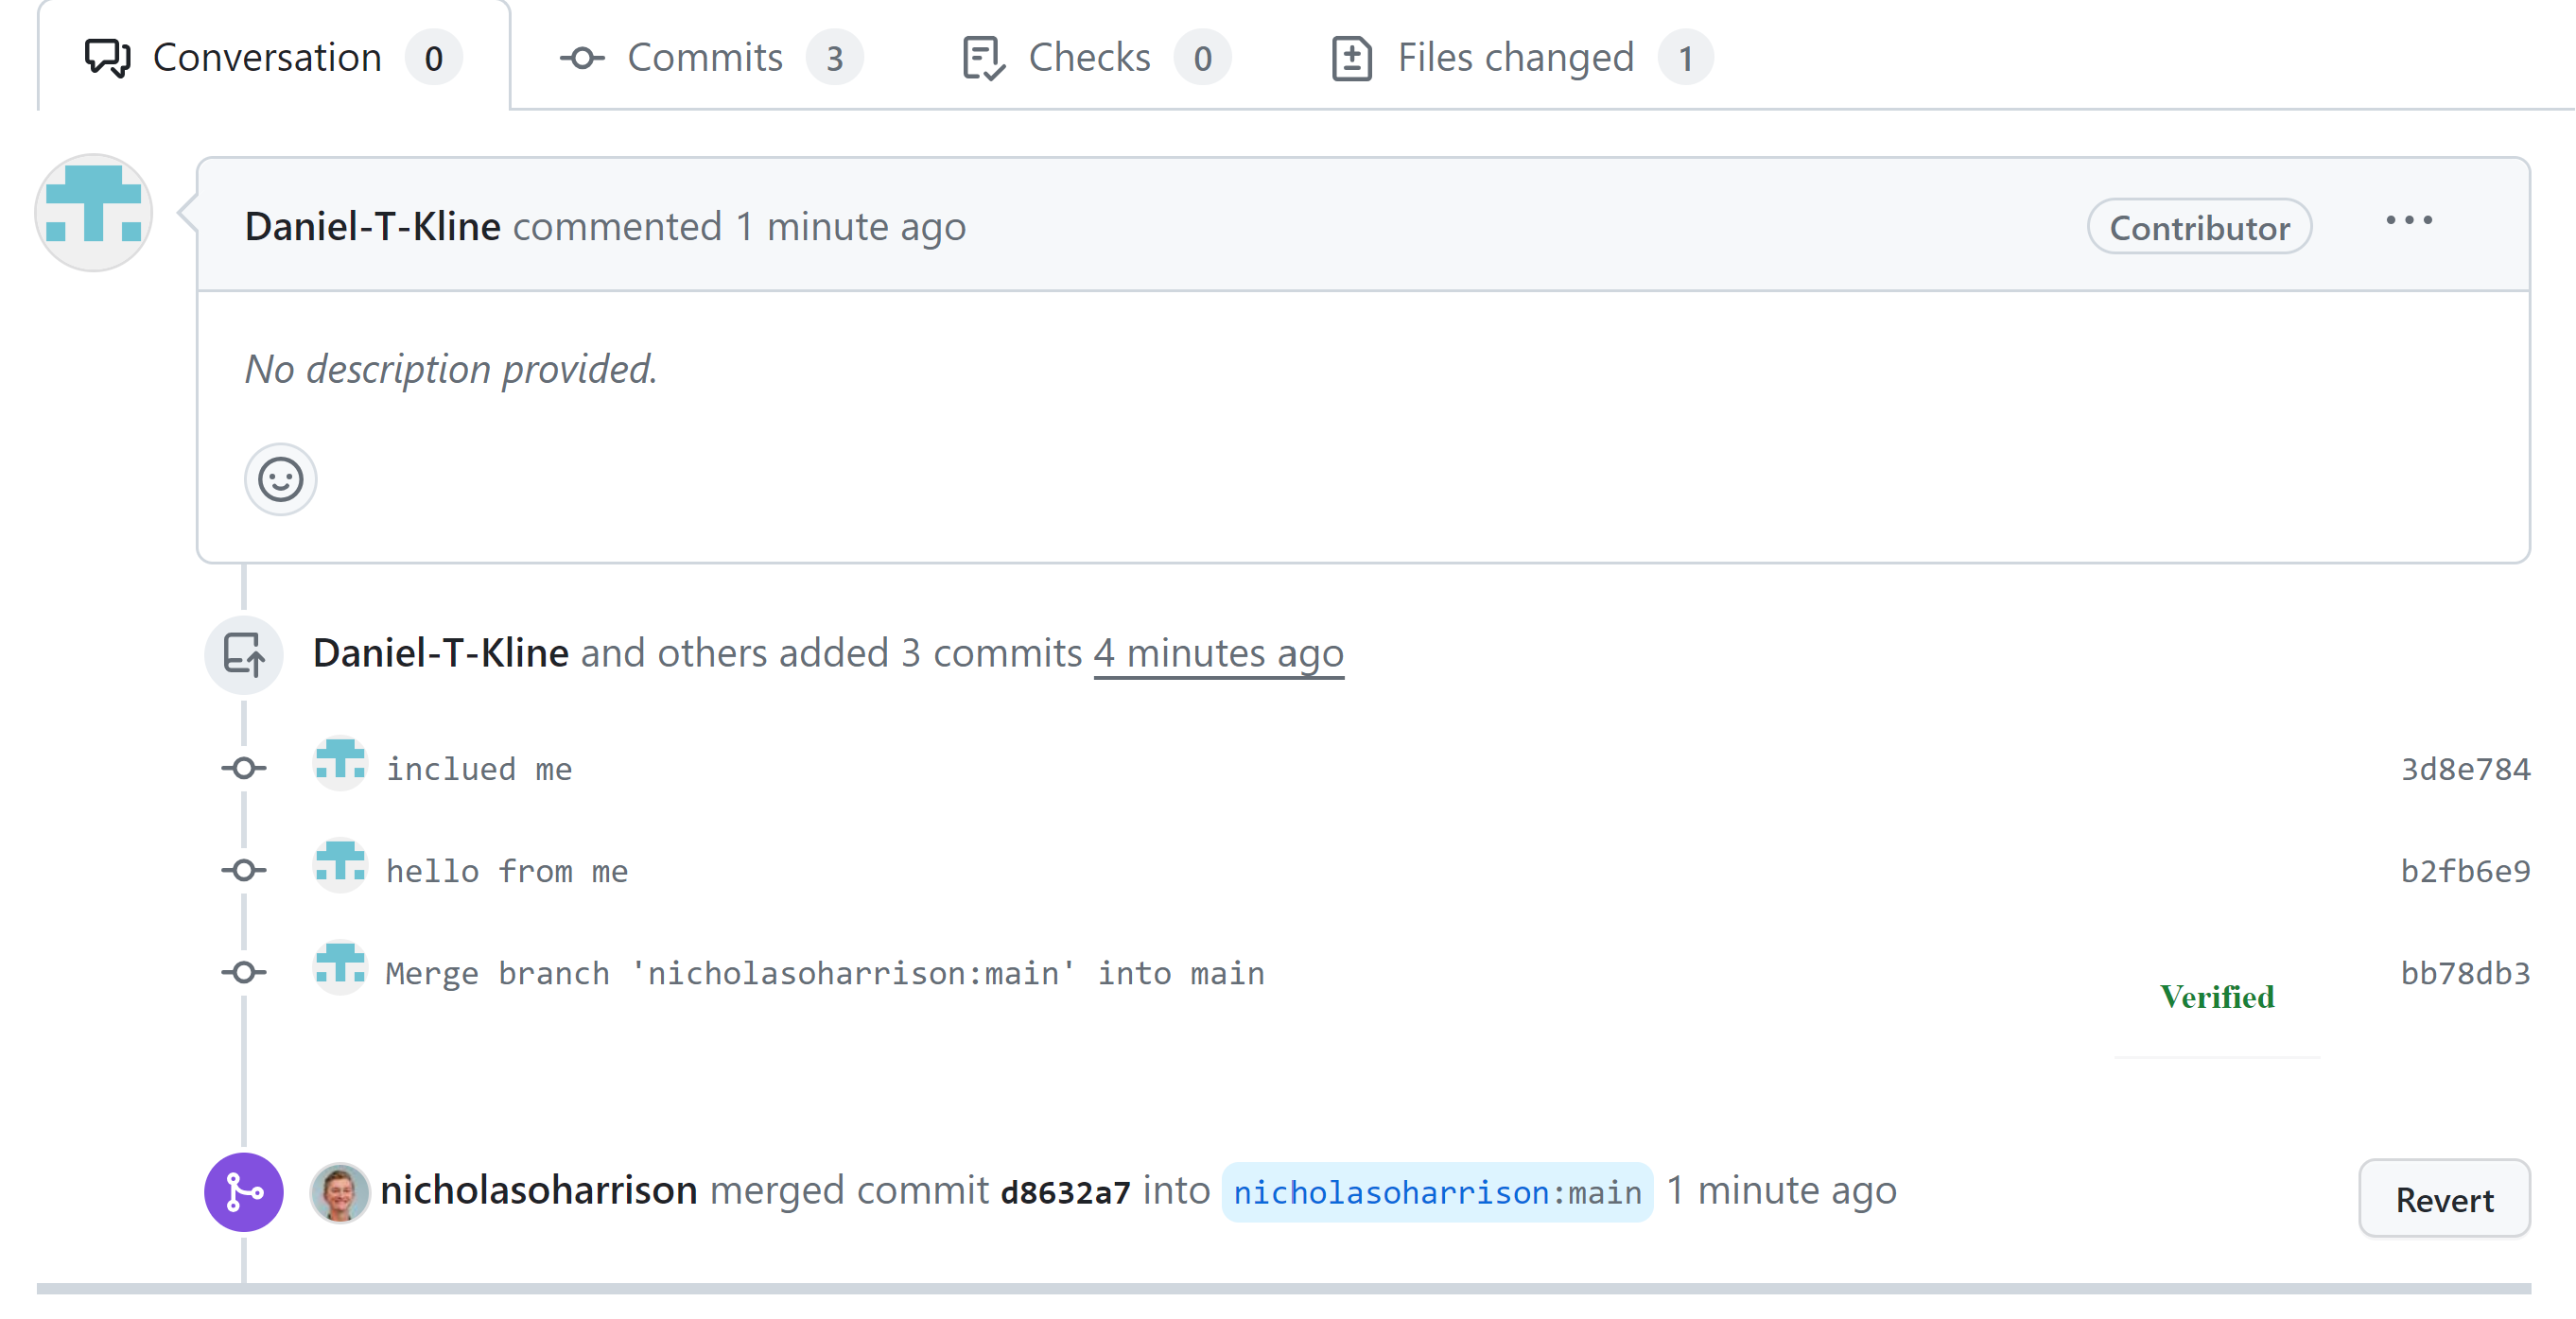 Conversation 0 Commits 3 Checks 0 Files changed 1
Daniel-T-Kline commented 1 minute ago Contributor ...
No description provided.
Daniel-T-Kline and others added 3 commits 4 minutes ago
inclued me 3d8e784
hello from me b2fb6e9
Merge branch 'nicholasoharrison:main' into main Verified bb78db3
nicholasoharrison merged commit d8632a7 into nicholasoharrison:main 1 minute ago Revert